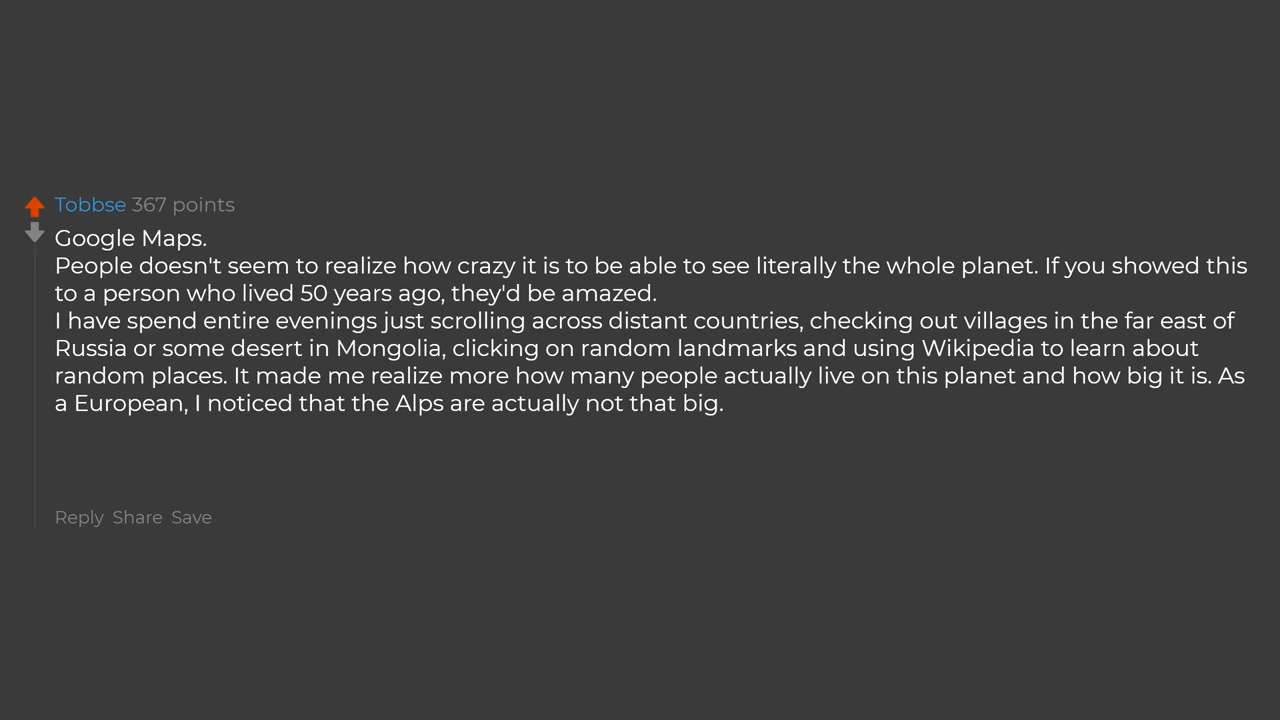 Tobbse 367 points
Google Maps.
People doesn't seem to realize how crazy it is to be able to see literally the whole planet. If you showed this
to a person who lived 50 years ago, they'd be amazed.
I have spend entire evenings just scrolling across distant countries, checking out villages in the far east of
Russia or some desert in Mongolia, clicking on random landmarks and using Wikipedia to learn about
random places. It made me realize more how many people actually live on this planet and how big it is. As
a European, I noticed that the Alps are actually not that big.
Reply Share Save